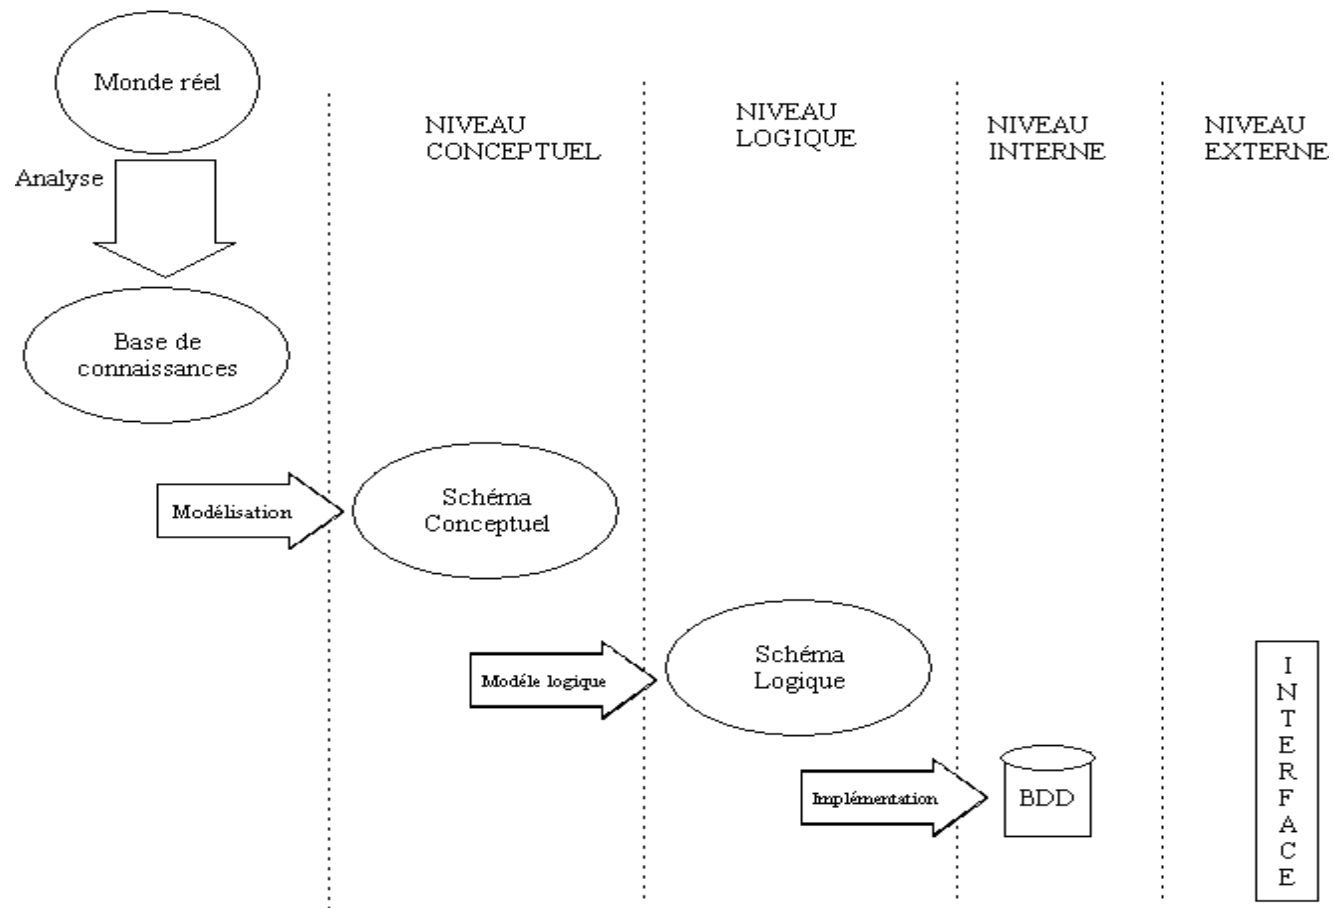 Monde réel
Analyse
Base de
connaissances
NIVEAU
CONCEPTUEL
NIVEAU
LOGIQUE
NIVEAU
INTERNE
NIVEAU
EXTERNE
Modélisation
Schéma
Conceptuel
Modéle logique
Schéma
Logique
Implémentation
BDD
I
N
T
E
R
F
A
C
E